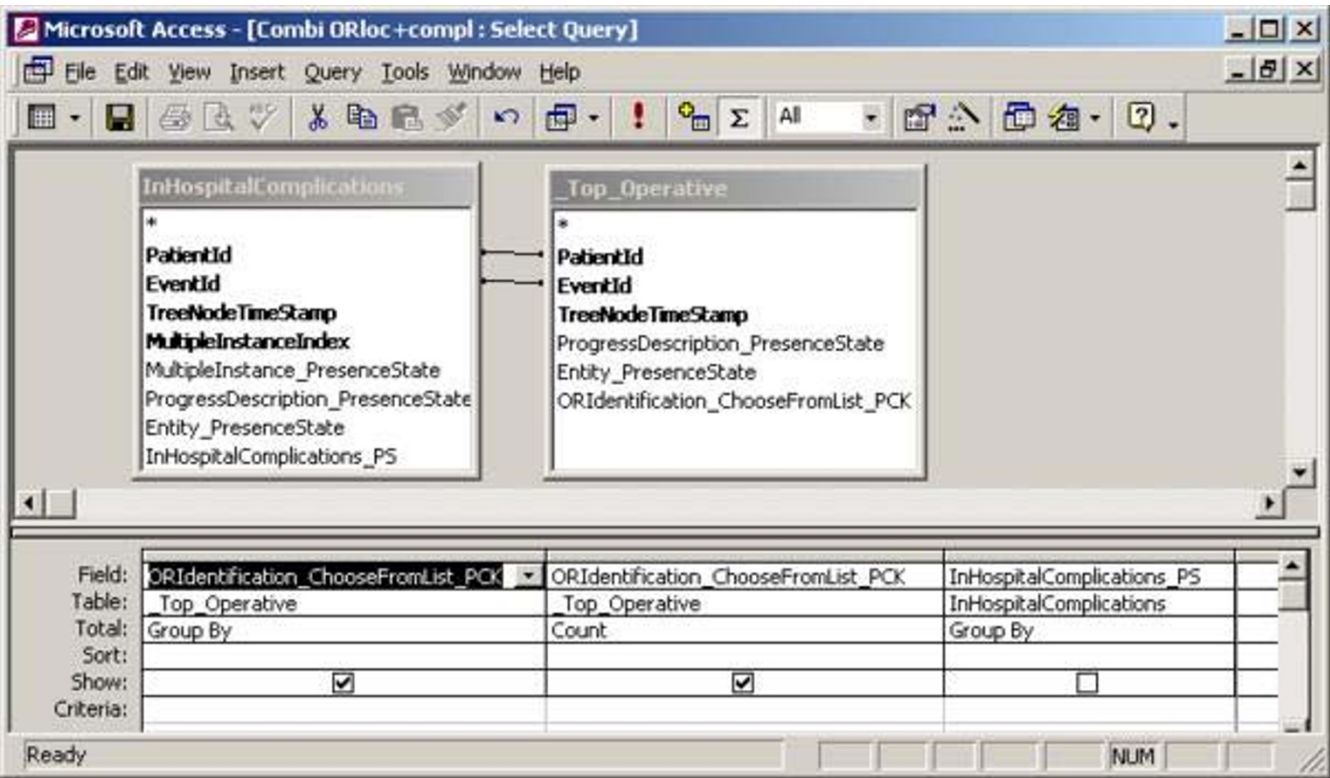 Microsoft Access - [Combi ORloc+compl : Select Query]
File Edit View Insert Query Tools Window Help
All
InHospitalComplications
*
PatientId
EventId
TreeNodeTimeStamp
MultipleInstanceIndex
MultipleInstance_PresenceState
ProgressDescription_PresenceState
Entity_PresenceState
InHospitalComplications_PS
_Top_Operative
*
PatientId
EventId
TreeNodeTimeStamp
ProgressDescription_PresenceState
Entity_PresenceState
ORIdentification_ChooseFromList_PCK
Field: ORIdentification_ChooseFromList_PCK ORIdentification_ChooseFromList_PCK InHospitalComplications_PS
Table: _Top_Operative _Top_Operative InHospitalComplications
Total: Group By Count Group By
Sort:
Show:
Criteria:
Ready NUM